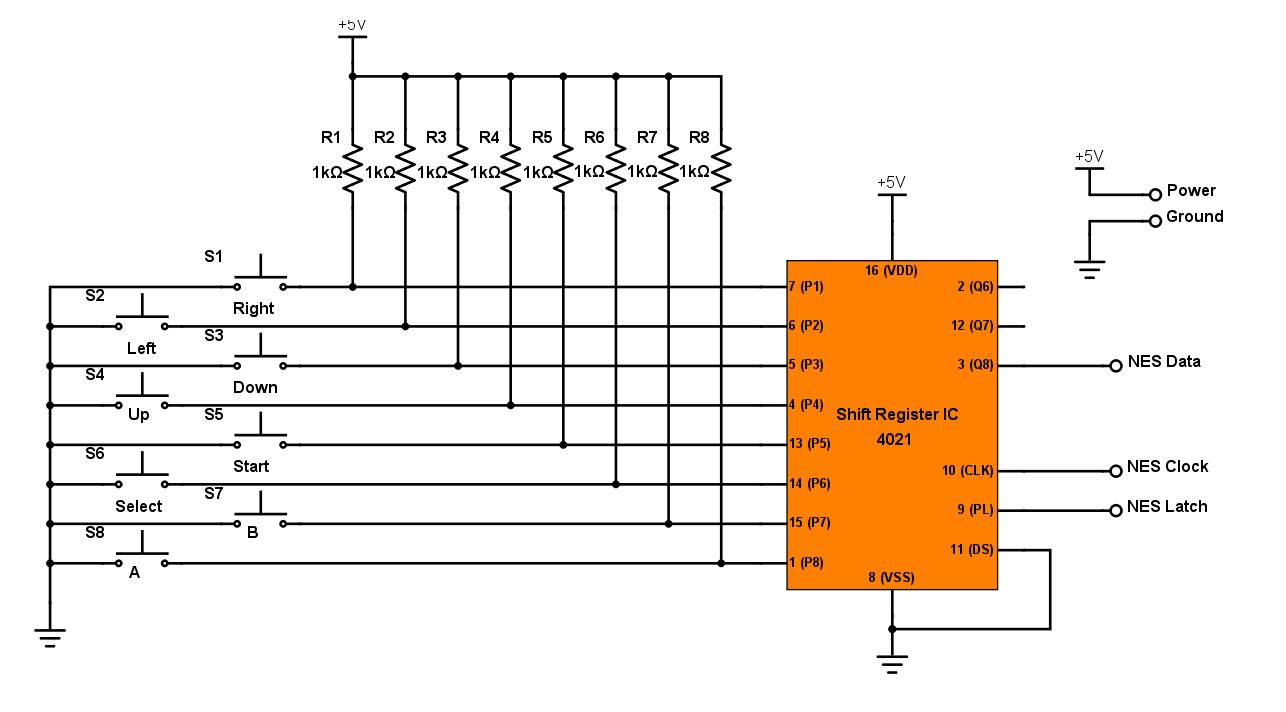 +5V
R1 R2 R3 R4 R5 R6 R7 R8
1kΩ 1kΩ 1kΩ 1kΩ 1kΩ 1kΩ 1kΩ 1kΩ
+5V
Power
Ground
+5V
16 (VDD)
S1
Right
7 (P1)
2 (Q6)
S2
Left
6 (P2)
12 (Q7)
S3
Down
5 (P3)
3 (Q8)
NES Data
S4
Up
4 (P4)
Shift Register IC
4021
S5
Start
13 (P5)
S6
Select
14 (P6)
10 (CLK)
NES Clock
S7
B
15 (P7)
9 (PL)
NES Latch
S8
A
1 (P8)
11 (DS)
8 (VSS)